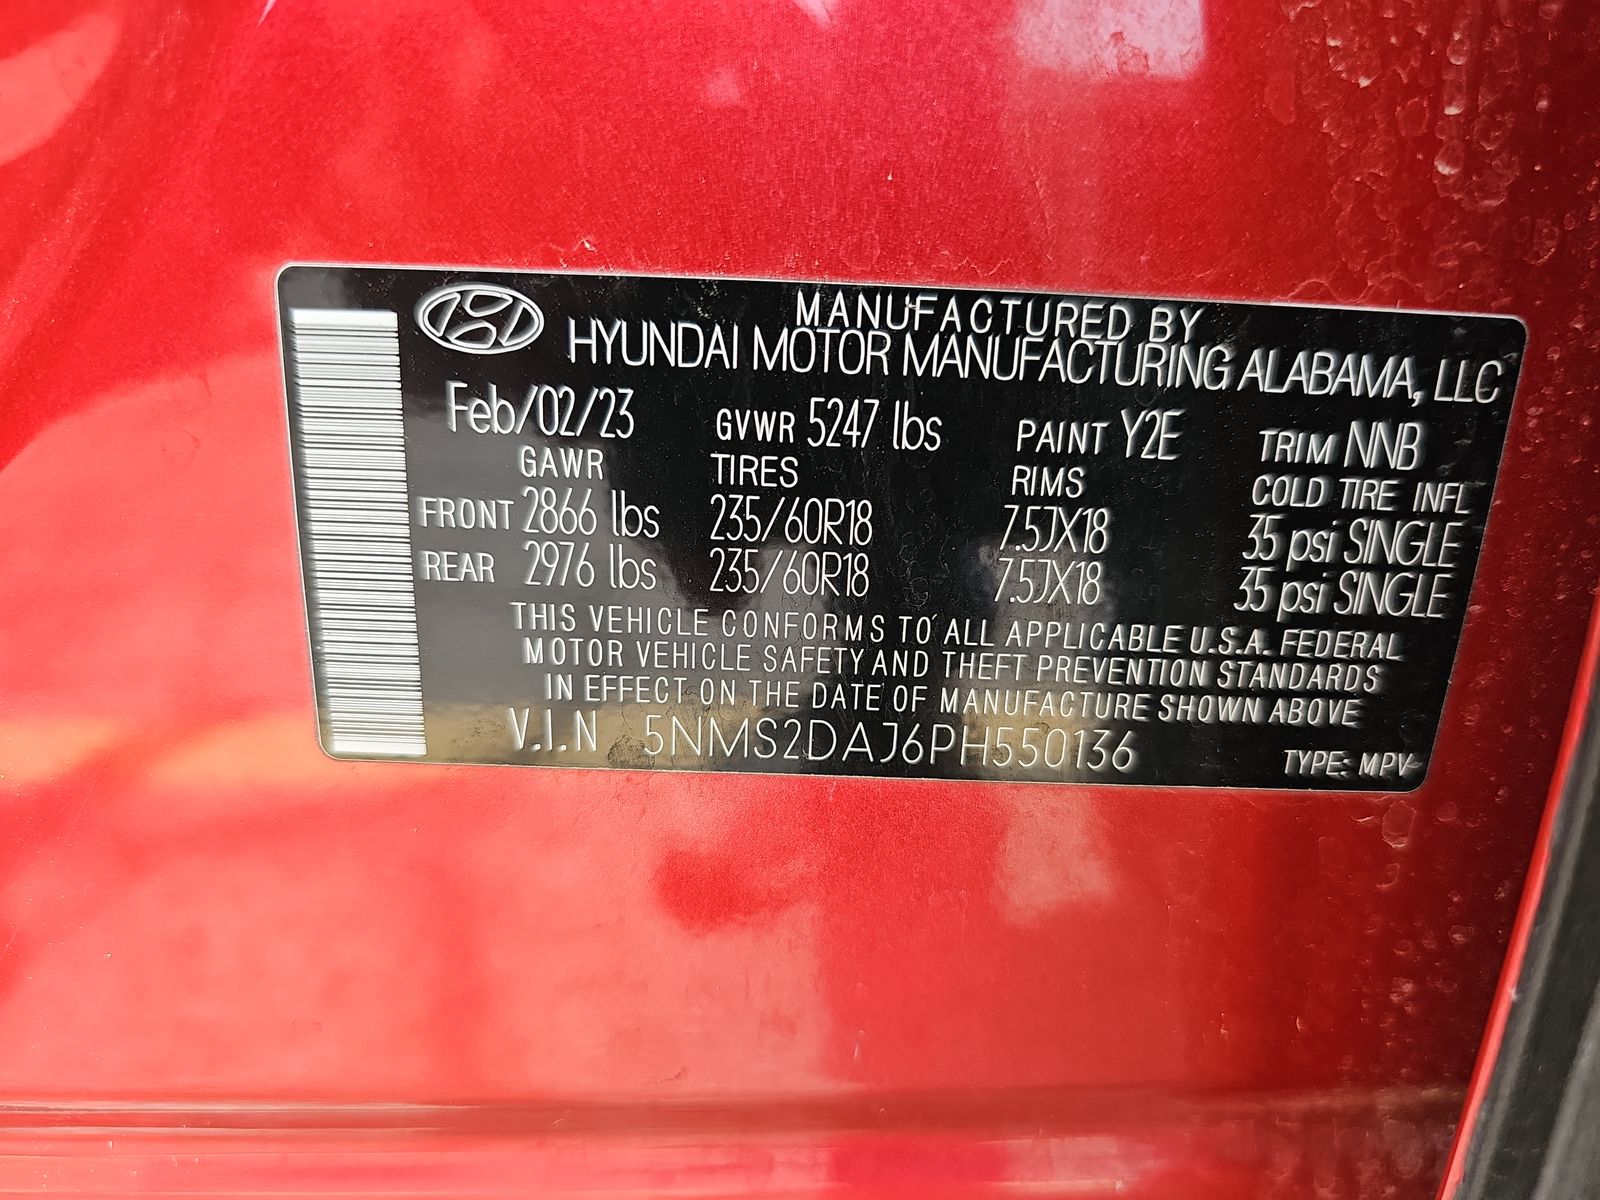 MANUFACTURED BY
HYUNDAI MOTOR MANUFACTURING ALABAMA, LLC
Feb/02/23 GVWR 5247 lbs PAINT Y2E TRIM NNB
GAWR TIRES RIMS COLD TIRE INFL
FRONT 2866 lbs 235/60R18 7.5JX18 35 psi SINGLE
REAR 2976 lbs 235/60R18 7.5JX18 35 psi SINGLE
THIS VEHICLE CONFORMS TO ALL APPLICABLE U.S.A. FEDERAL
MOTOR VEHICLE SAFETY AND THEFT PREVENTION STANDARDS
IN EFFECT ON THE DATE OF MANUFACTURE SHOWN ABOVE
V.I.N 5NMS2DAJ6PH550136 TYPE: MPV